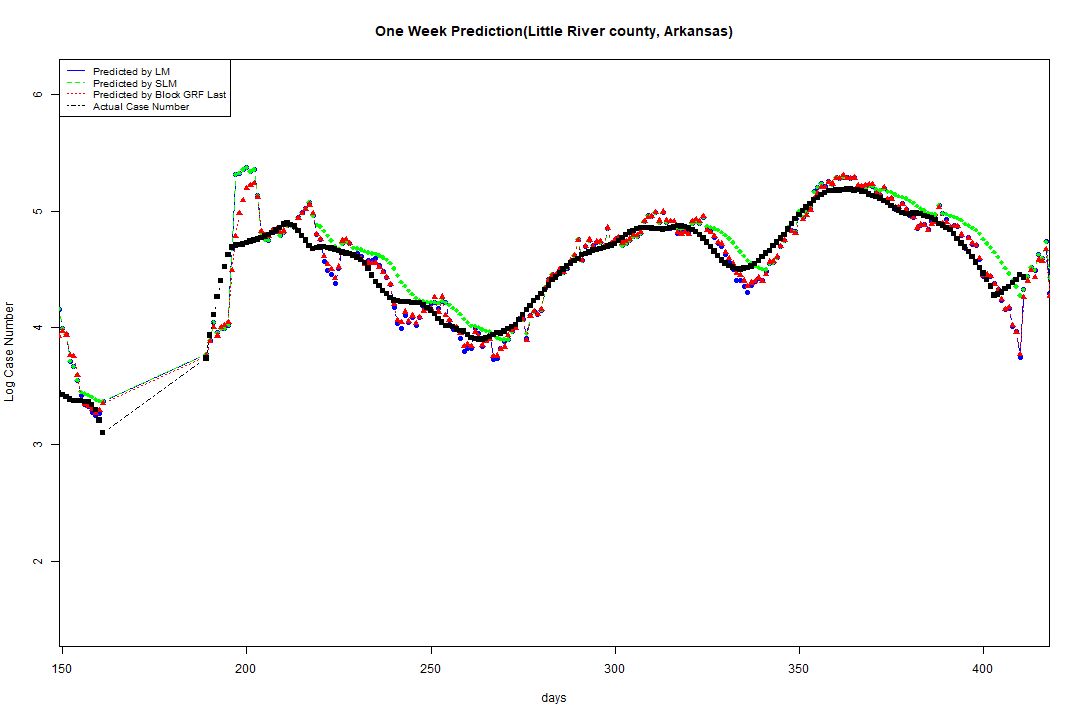 One Week Prediction(Little River county, Arkansas)
Predicted by LM
Predicted by SLM
Predicted by Block GRF Last
Actual Case Number
Log Case Number
6
5
4
3
2
150 200 250 300 350 400
days